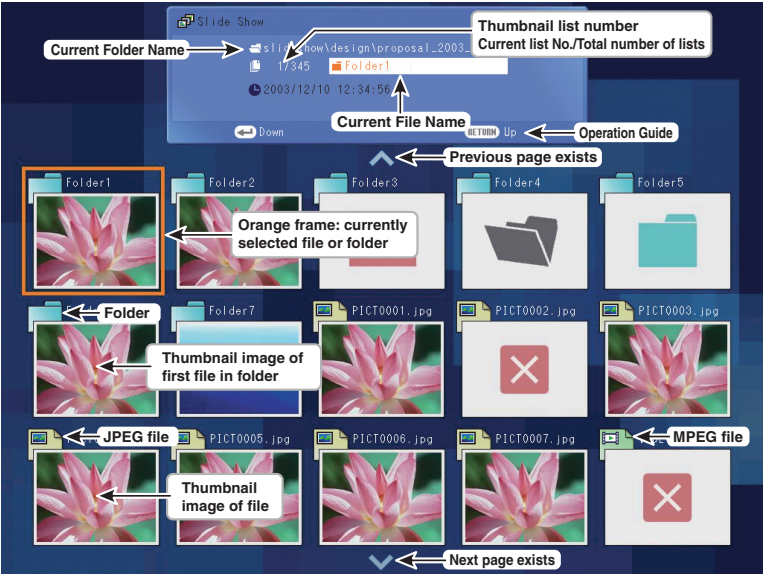 Slide Show
Thumbnail list number
Current list No./Total number of lists
Current Folder Name
slideshow\design\proposal_2003_
1/345
Folder1
2003/12/10 12:34:56
Current File Name
Down
RETURN Up
Operation Guide
Previous page exists
Folder1
Folder2
Folder3
Folder4
Folder5
Orange frame: currently
selected file or folder
Folder
Folder7
PICT0001.jpg
PICT0002.jpg
PICT0003.jpg
Thumbnail image of
first file in folder
JPEG file
PICT0005.jpg
PICT0006.jpg
PICT0007.jpg
MPEG file
Thumbnail
image of file
Next page exists